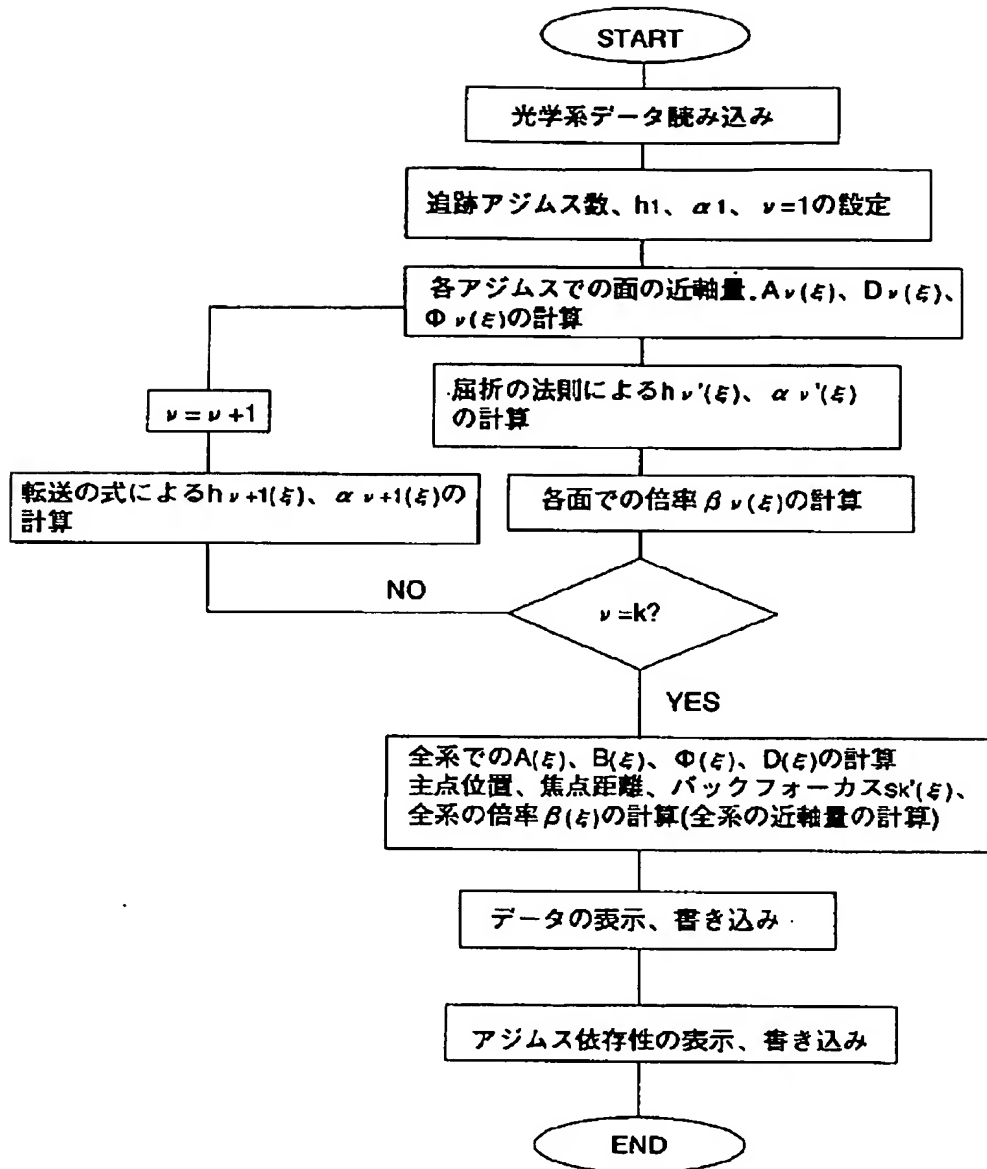 START
光学系データ読み込み
追跡アジムス数、h1、α1、ν=1の設定
各アジムスでの面の近軸量.Aν(ξ)、Dν(ξ)、
Φν(ξ)の計算
屈折の法則によるhν'(ξ)、αν'(ξ)
の計算
ν=ν+1
転送の式によるhν+1(ξ)、αν+1(ξ)の
計算
各面での倍率βν(ξ)の計算
NO
ν=k?
YES
全系でのA(ξ)、B(ξ)、Φ(ξ)、D(ξ)の計算
主点位置、焦点距離、バックフォーカスSk'(ξ)、
全系の倍率β(ξ)の計算(全系の近軸量の計算)
データの表示、書き込み
アジムス依存性の表示、書き込み
END